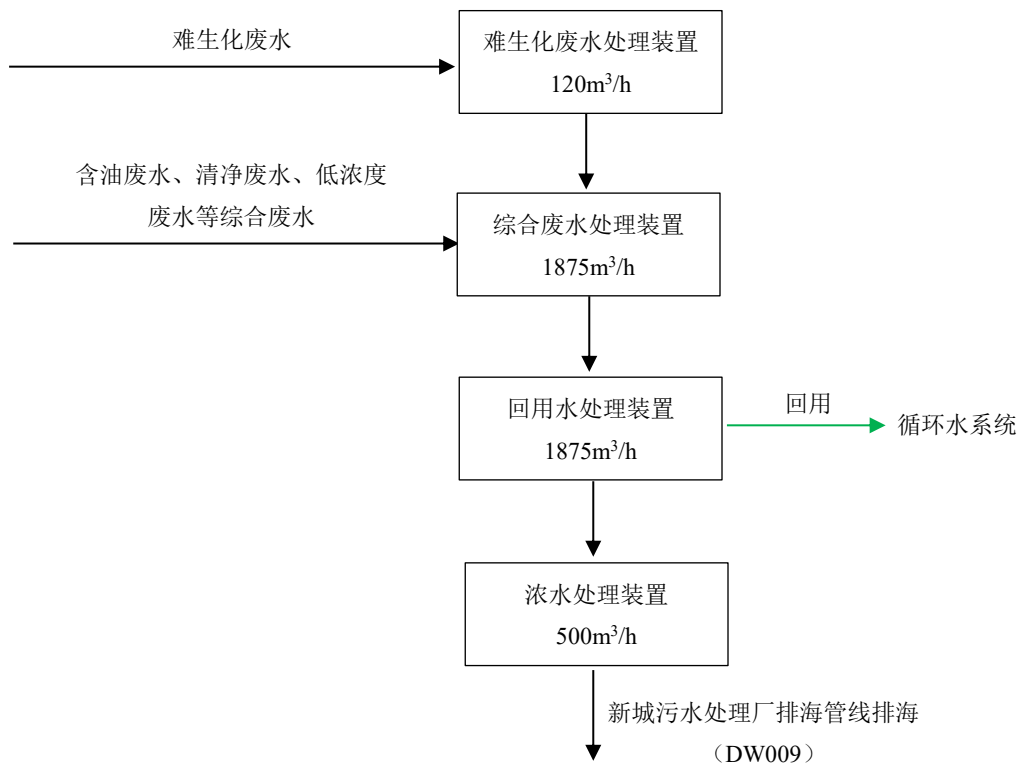 难生化废水
难生化废水处理装置
120m³/h
含油废水、清净废水、低浓度
废水等综合废水
综合废水处理装置
1875m³/h
回用水处理装置
1875m³/h
回用
循环水系统
浓水处理装置
500m³/h
新城污水处理厂排海管线排海
（DW009）